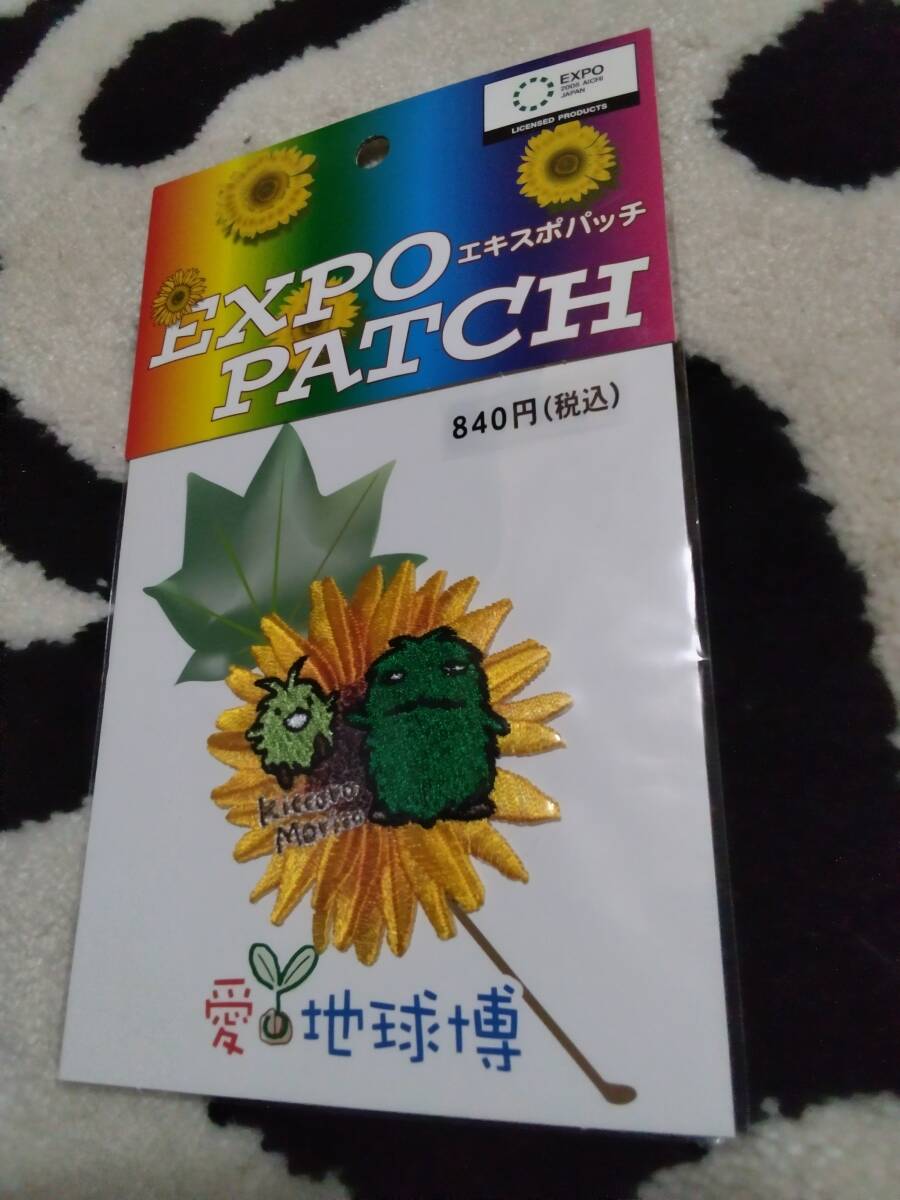 EXPO
2005 AICHI
JAPAN
LICENSED PRODUCTS
エキスポパッチ
EXPO
PATCH
840円(税込)
Kiccoro
Morizo
愛・地球博